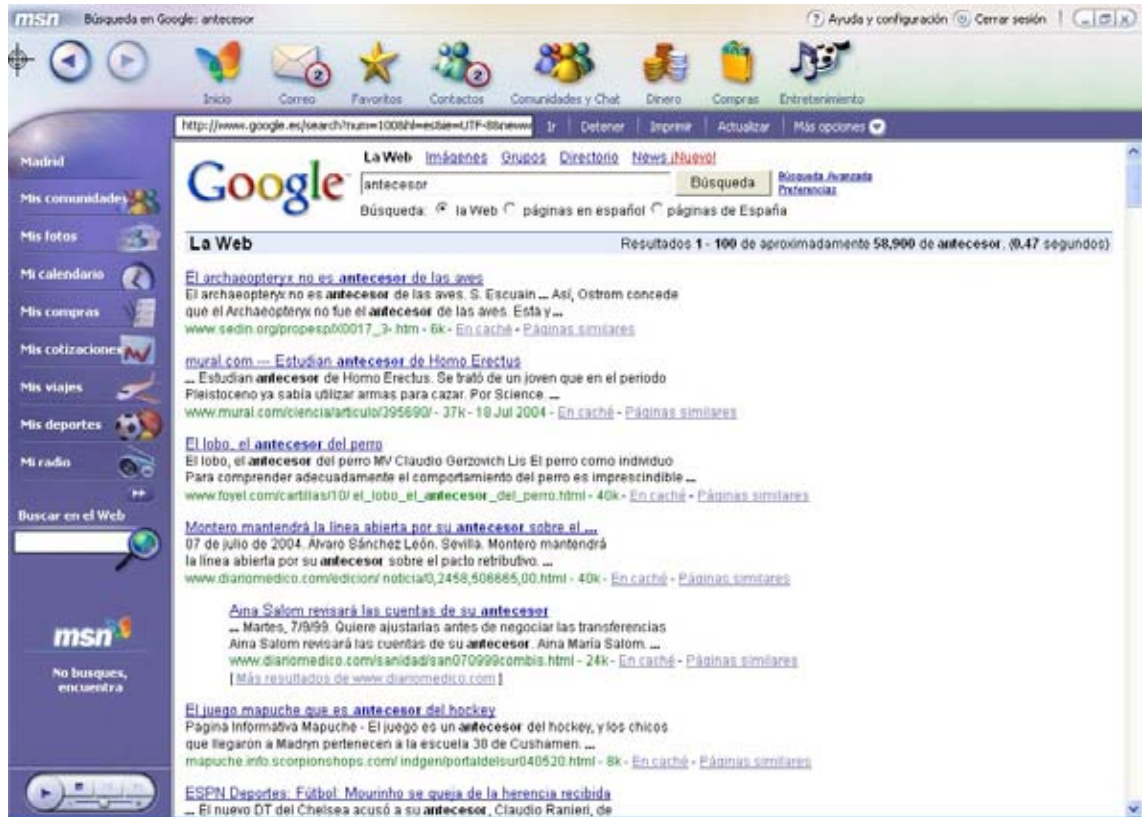 msn Búsqueda en Google: antecesor
Ayuda y configuración Cerrar sesión
2 2
Inicio Correo Favoritos Contactos Comunidades y Chat Dinero Compras Entretenimiento
http://www.google.es/search?num=100&hl=es&ie=UTF-8&newwi Ir Detener Imprimir Actualizar Más opciones
Madrid
Mis comunidades
Mis fotos
Mi calendario
Mis compras
Mis cotizaciones
Mis viajes
Mis deportes
Mi radio
Buscar en el Web
msn
No busques,
encuentra
Google
La Web Imágenes Grupos Directorio News ¡Nuevo!
antecesor Búsqueda Búsqueda Avanzada
Preferencias
Búsqueda: la Web páginas en español páginas de España
La Web Resultados 1 - 100 de aproximadamente 58,900 de antecesor. (0.47 segundos)
El archaeopteryx no es antecesor de las aves
El archaeopteryx no es antecesor de las aves. S. Escuain ... Así, Ostrom concede
que el Archaeopteryx no fue el antecesor de las aves. Esta y ...
www.sedin.org/propesp/X0017_3-.htm - 6k - En caché - Páginas similares
mural.com --- Estudian antecesor de Homo Erectus
... Estudian antecesor de Homo Erectus. Se trató de un joven que en el periodo
Pleistoceno ya sabía utilizar armas para cazar. Por Science. ...
www.mural.com/ciencia/articulo/395690/ - 37k - 18 Jul 2004 - En caché - Páginas similares
El lobo, el antecesor del perro
El lobo, el antecesor del perro MV Claudio Gerzovich Lis El perro como individuo
Para comprender adecuadamente el comportamiento del perro es imprescindible ...
www.foyel.com/cartillas/10/ el_lobo_el_antecesor_del_perro.html - 40k - En caché - Páginas similares
Montero mantendrá la línea abierta por su antecesor sobre el ...
07 de julio de 2004. Álvaro Sánchez León. Sevilla. Montero mantendrá
la línea abierta por su antecesor sobre el pacto retributivo. ...
www.diariomedico.com/edicion/ noticia/0,2458,506665,00.html - 40k - En caché - Páginas similares
Aina Salom revisará las cuentas de su antecesor
... Martes, 7/9/99. Quiere ajustarlas antes de negociar las transferencias
Aina Salom revisará las cuentas de su antecesor. Aina María Salom. ...
www.diariomedico.com/sanidad/san070999combis.html - 24k - En caché - Páginas similares
[ Más resultados de www.diariomedico.com ]
El juego mapuche que es antecesor del hockey
Pagina Informativa Mapuche - El juego es un antecesor del hockey, y los chicos
que llegaron a Madryn pertenecen a la escuela 38 de Cushamen. ...
mapuche.info.scorpionshops.com/ indgen/portaldelsur040520.html - 8k - En caché - Páginas similares
ESPN Deportes: Fútbol: Mourinho se queja de la herencia recibida
... El nuevo DT del Chelsea acusó a su antecesor, Claudio Ranieri, de